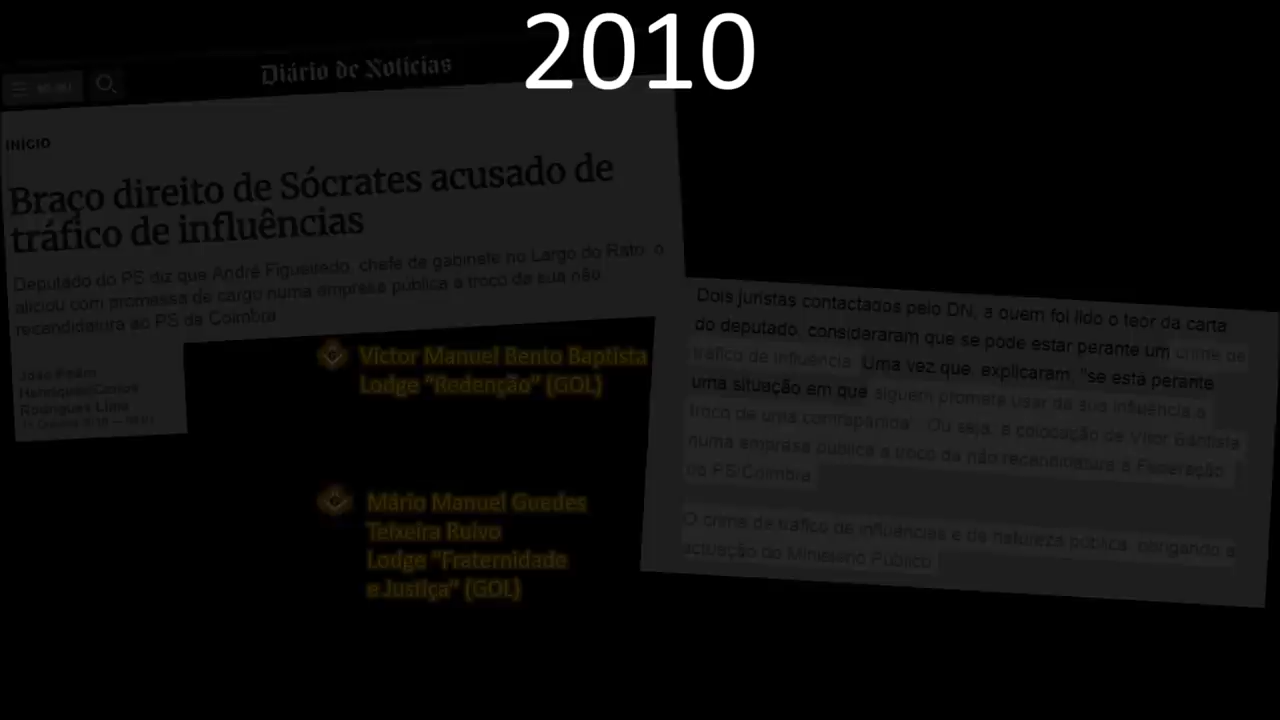 2010
Diário de Notícias
MENU
INÍCIO
Braço direito de Sócrates acusado de
tráfico de influências
Deputado do PS diz que André Figueiredo, chefe de gabinete no Largo do Rato, o
aliciou com promessa de cargo numa empresa pública a troco da sua não
recandidatura ao PS de Coimbra
João Pedro
Henriques/Carlos
Rodrigues Lima
Victor Manuel Bento Baptista
Lodge "Redenção" (GOL)
Mário Manuel Guedes
Teixeira Ruivo
Lodge "Fraternidade
e Justiça" (GOL)
Dois juristas contactados pelo DN, a quem foi lido o teor da carta
do deputado, consideraram que se pode estar perante um crime de
tráfico de influência. Uma vez que, explicaram, "se está perante
uma situação em que alguém promete usar da sua influência a
troco de uma contrapartida". Ou seja, a colocação de Vítor Baptista
numa empresa pública a troco da não recandidatura à Federação
do PS/Coimbra.
O crime de tráfico de influências é de natureza pública, obrigando à
actuação do Ministério Público.